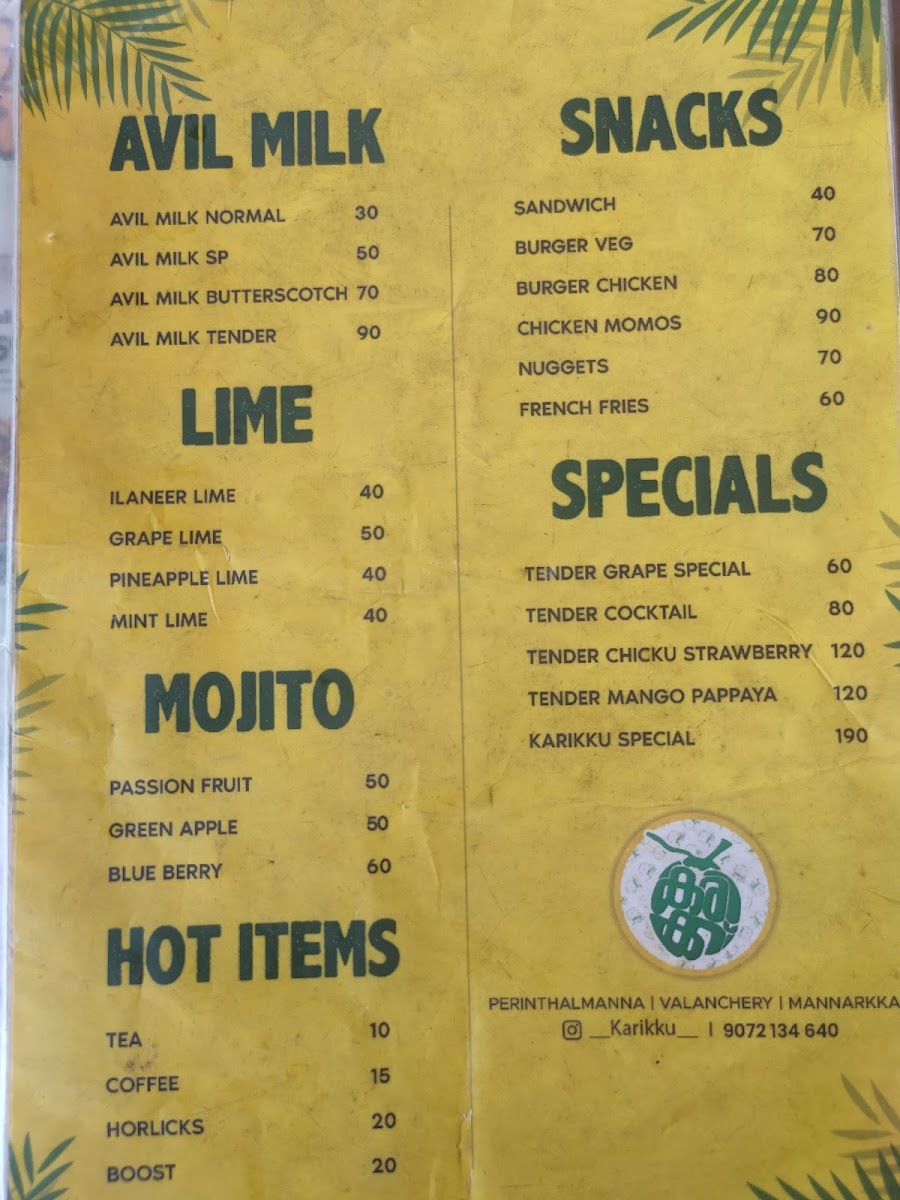 AVIL MILK
AVIL MILK NORMAL 30
AVIL MILK SP 50
AVIL MILK BUTTERSCOTCH 70
AVIL MILK TENDER 90
LIME
ILANEER LIME 40
GRAPE LIME 50
PINEAPPLE LIME 40
MINT LIME 40
MOJITO
PASSION FRUIT 50
GREEN APPLE 50
BLUE BERRY 60
HOT ITEMS
TEA 10
COFFEE 15
HORLICKS 20
BOOST 20
SNACKS
SANDWICH 40
BURGER VEG 70
BURGER CHICKEN 80
CHICKEN MOMOS 90
NUGGETS 70
FRENCH FRIES 60
SPECIALS
TENDER GRAPE SPECIAL 60
TENDER COCKTAIL 80
TENDER CHICKU STRAWBERRY 120
TENDER MANGO PAPPAYA 120
KARIKKU SPECIAL 190
കരിക്ക്
PERINTHALMANNA | VALANCHERY | MANNARKKA
__Karikku__ | 9072 134 640